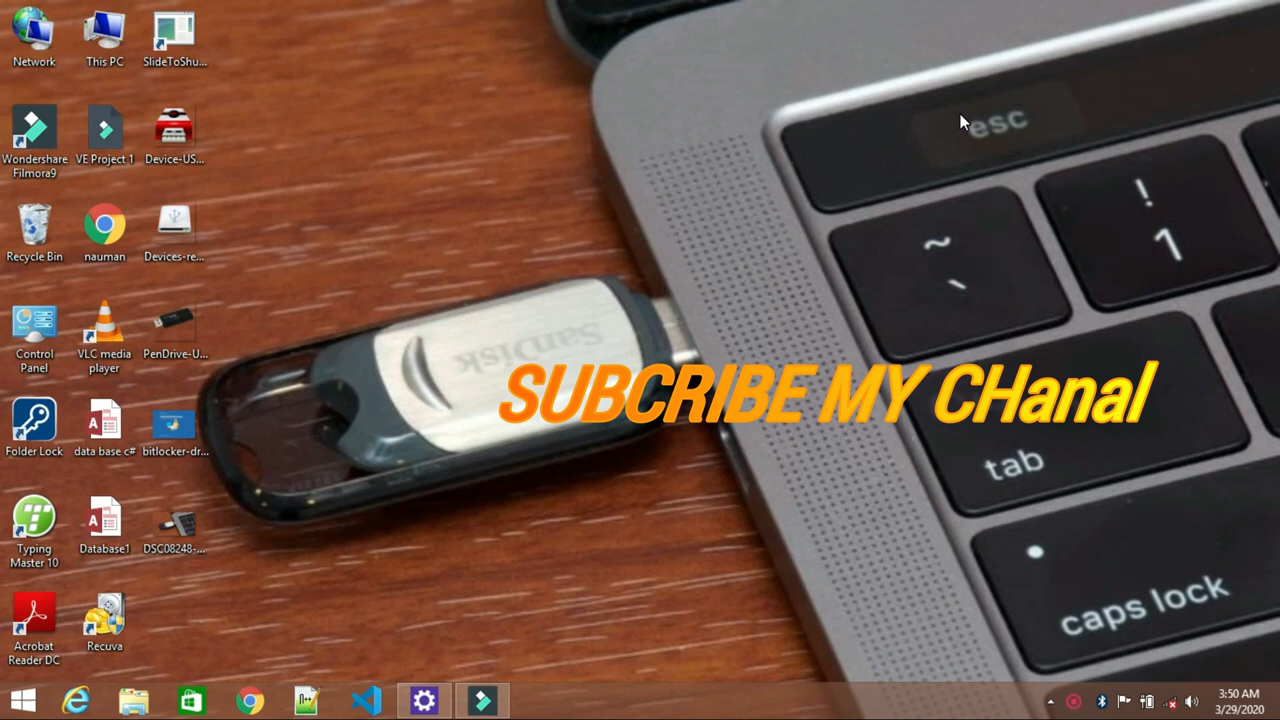 Network
This PC
SlideToShu...
Wondershare
Filmora9
VE Project 1
Device-US...
Recycle Bin
nauman
Devices-re...
Control
Panel
VLC media
player
PenDrive-U...
Folder Lock
data base c#
bitlocker-dr...
Typing
Master 10
Database1
DSC08248-...
Acrobat
Reader DC
Recuva
esc
~
`
!
1
tab
caps lock
SanDisk
SUBCRIBE MY CHanal
3:50 AM
3/29/2020